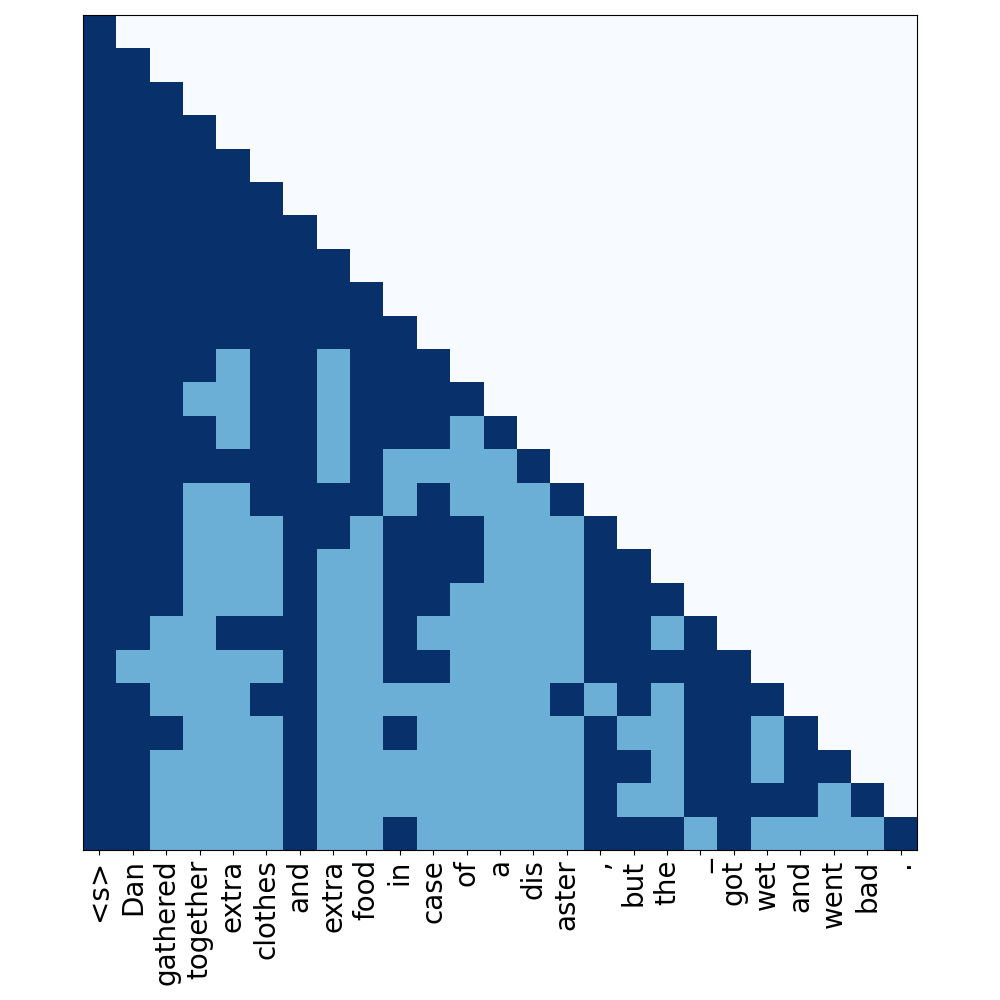 <s> Dan gathered together extra clothes and extra food in case of a dis aster , but the _ got wet and went bad .